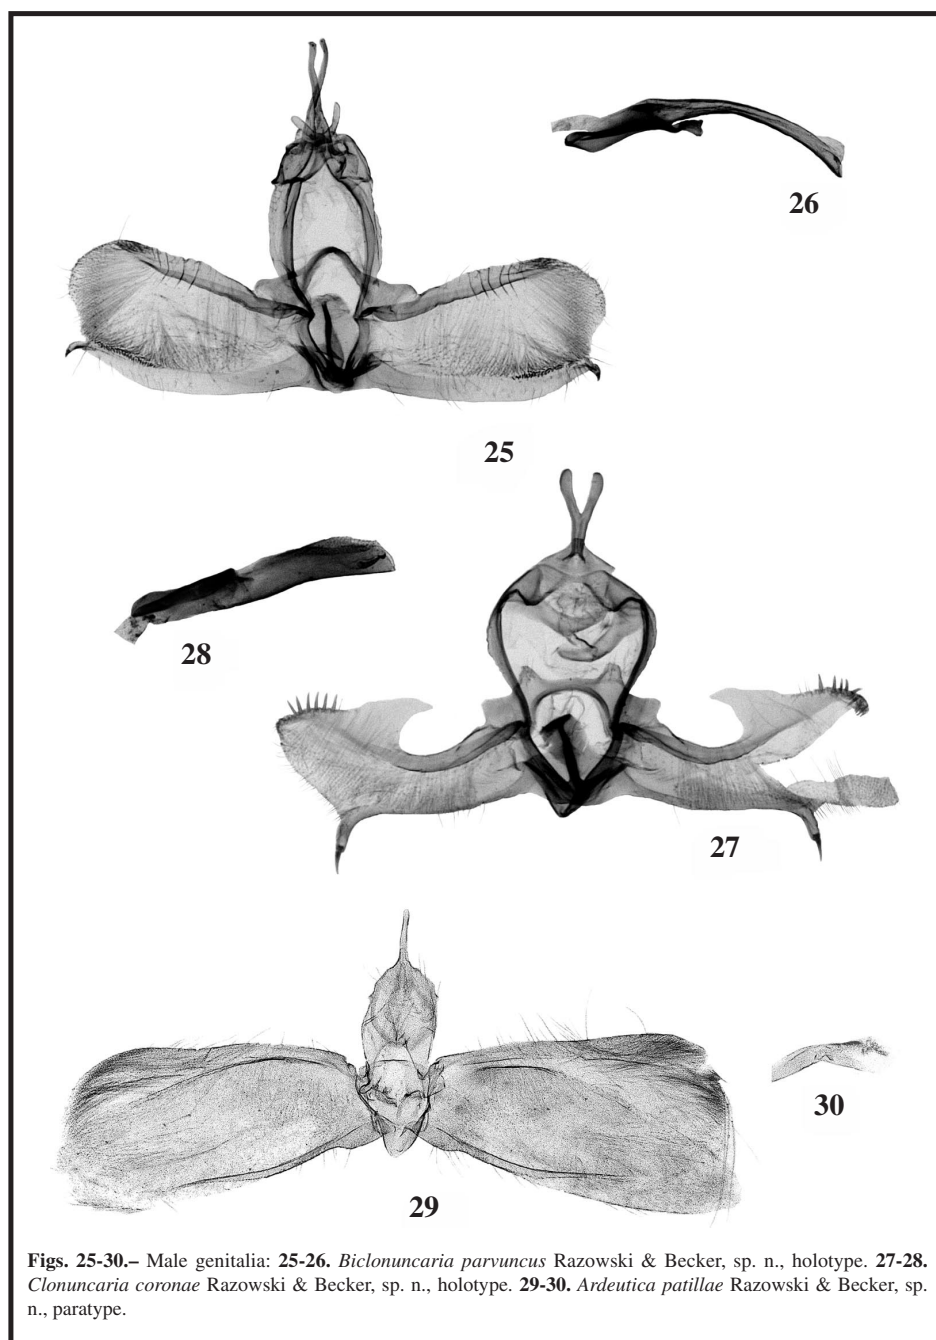 26
25
28
27
30
29
Figs. 25-30.– Male genitalia: 25-26. Biclonuncaria parvuncus Razowski & Becker, sp. n., holotype. 27-28.
Clonuncaria coronae Razowski & Becker, sp. n., holotype. 29-30. Ardeutica patillae Razowski & Becker, sp.
n., paratype.